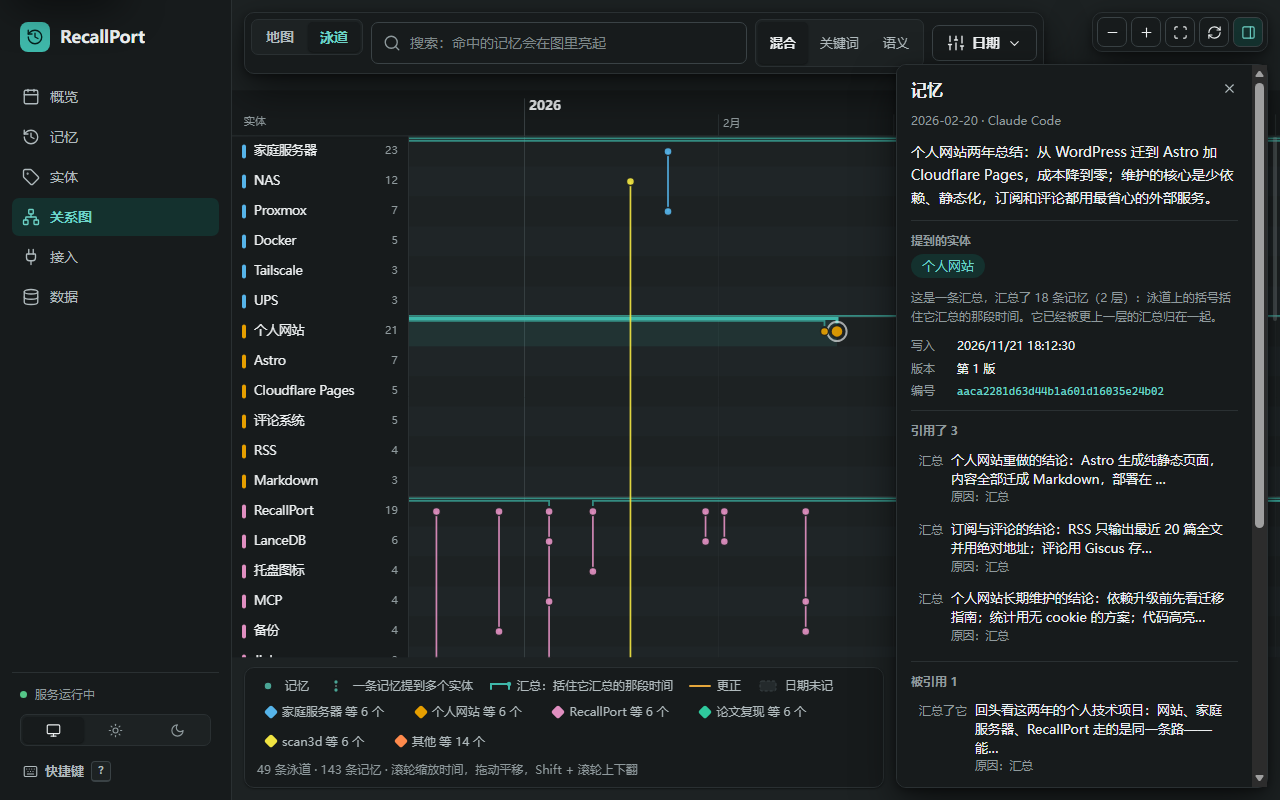 RecallPort
概览
记忆
实体
关系图
接入
数据
服务运行中
快捷键 ?
地图 泳道
搜索：命中的记忆会在图里亮起
混合 关键词 语义
日期
实体
2026
2月
家庭服务器 23
NAS 12
Proxmox 7
Docker 5
Tailscale 3
UPS 3
个人网站 21
Astro 7
Cloudflare Pages 5
评论系统 5
RSS 4
Markdown 3
RecallPort 19
LanceDB 6
托盘图标 4
MCP 4
备份 4
记忆 一条记忆提到多个实体 汇总：括住它汇总的那段时间 更正 日期未记
家庭服务器 等 6 个 个人网站 等 6 个 RecallPort 等 6 个 论文复现 等 6 个
scan3d 等 6 个 其他 等 14 个
49 条泳道 · 143 条记忆 · 滚轮缩放时间，拖动平移，Shift + 滚轮上下翻
记忆
2026-02-20 · Claude Code
个人网站两年总结：从 WordPress 迁到 Astro 加
Cloudflare Pages，成本降到零；维护的核心是少依
赖、静态化，订阅和评论都用最省心的外部服务。
提到的实体
个人网站
这是一条汇总，汇总了 18 条记忆（2 层）：泳道上的括号括
住它汇总的那段时间。它已经被更上一层的汇总归在一起。
写入 2026/11/21 18:12:30
版本 第 1 版
编号 aaca2281d63d44b1a601d16035e24b02
引用了 3
汇总 个人网站重做的结论：Astro 生成纯静态页面，
内容全部迁成 Markdown，部署在 ...
原因：汇总
汇总 订阅与评论的结论：RSS 只输出最近 20 篇全文
并用绝对地址；评论用 Giscus 存...
原因：汇总
汇总 个人网站长期维护的结论：依赖升级前先看迁移
指南；统计用无 cookie 的方案；代码高亮...
原因：汇总
被引用 1
汇总了它 回头看这两年的个人技术项目：网站、家庭
服务器、RecallPort 走的是同一条路——
能...
原因：汇总